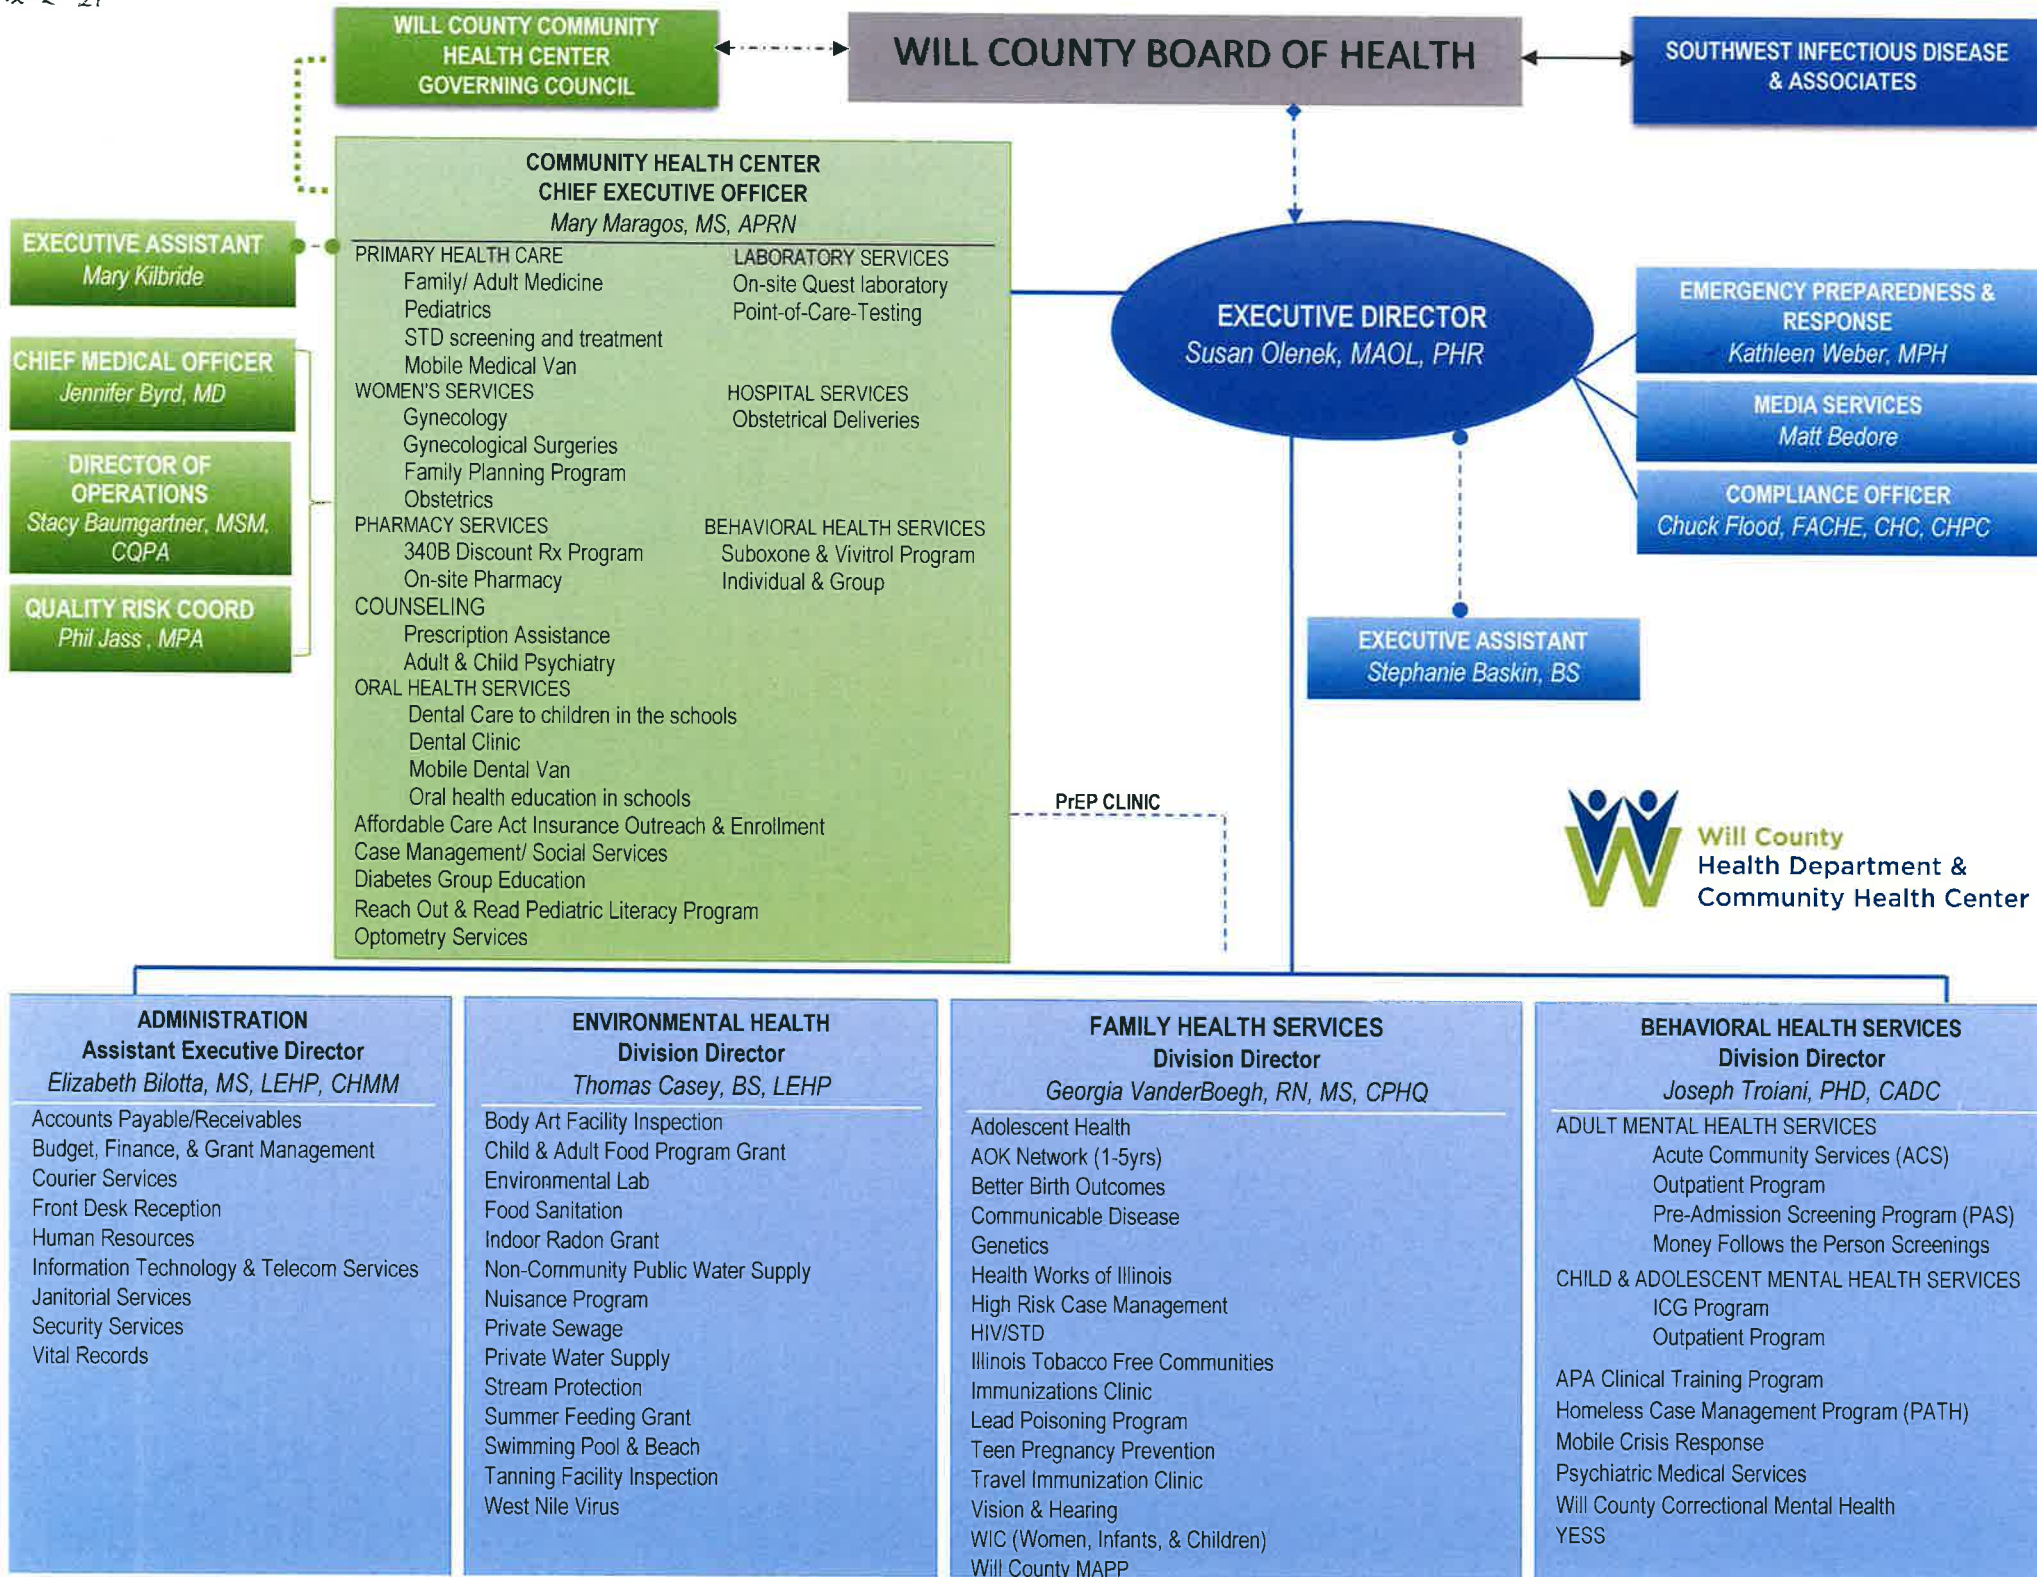 WILL COUNTY COMMUNITY
HEALTH CENTER
GOVERNING COUNCIL
WILL COUNTY BOARD OF HEALTH
SOUTHWEST INFECTIOUS DISEASE
& ASSOCIATES
COMMUNITY HEALTH CENTER
CHIEF EXECUTIVE OFFICER
Mary Maragos, MS, APRN
PRIMARY HEALTH CARE
Family/ Adult Medicine
Pediatrics
STD screening and treatment
Mobile Medical Van
WOMEN'S SERVICES
Gynecology
Gynecological Surgeries
Family Planning Program
Obstetrics
PHARMACY SERVICES
340B Discount Rx Program
On-site Pharmacy
COUNSELING
Prescription Assistance
Adult & Child Psychiatry
ORAL HEALTH SERVICES
Dental Care to children in the schools
Dental Clinic
Mobile Dental Van
Oral health education in schools
Affordable Care Act Insurance Outreach & Enrollment
Case Management/ Social Services
Diabetes Group Education
Reach Out & Read Pediatric Literacy Program
Optometry Services
LABORATORY SERVICES
On-site Quest laboratory
Point-of-Care-Testing
HOSPITAL SERVICES
Obstetrical Deliveries
BEHAVIORAL HEALTH SERVICES
Suboxone & Vivitrol Program
Individual & Group
EXECUTIVE ASSISTANT
Mary Kilbride
CHIEF MEDICAL OFFICER
Jennifer Byrd, MD
DIRECTOR OF
OPERATIONS
Stacy Baumgartner, MSM,
CQPA
QUALITY RISK COORD
Phil Jass , MPA
EXECUTIVE DIRECTOR
Susan Olenek, MAOL, PHR
EMERGENCY PREPAREDNESS &
RESPONSE
Kathleen Weber, MPH
MEDIA SERVICES
Matt Bedore
COMPLIANCE OFFICER
Chuck Flood, FACHE, CHC, CHPC
EXECUTIVE ASSISTANT
Stephanie Baskin, BS
PrEP CLINIC
Will County
Health Department &
Community Health Center
ADMINISTRATION
Assistant Executive Director
Elizabeth Bilotta, MS, LEHP, CHMM
Accounts Payable/Receivables
Budget, Finance, & Grant Management
Courier Services
Front Desk Reception
Human Resources
Information Technology & Telecom Services
Janitorial Services
Security Services
Vital Records
ENVIRONMENTAL HEALTH
Division Director
Thomas Casey, BS, LEHP
Body Art Facility Inspection
Child & Adult Food Program Grant
Environmental Lab
Food Sanitation
Indoor Radon Grant
Non-Community Public Water Supply
Nuisance Program
Private Sewage
Private Water Supply
Stream Protection
Summer Feeding Grant
Swimming Pool & Beach
Tanning Facility Inspection
West Nile Virus
FAMILY HEALTH SERVICES
Division Director
Georgia VanderBoegh, RN, MS, CPHQ
Adolescent Health
AOK Network (1-5yrs)
Better Birth Outcomes
Communicable Disease
Genetics
Health Works of Illinois
High Risk Case Management
HIV/STD
Illinois Tobacco Free Communities
Immunizations Clinic
Lead Poisoning Program
Teen Pregnancy Prevention
Travel Immunization Clinic
Vision & Hearing
WIC (Women, Infants, & Children)
Will County MAPP
BEHAVIORAL HEALTH SERVICES
Division Director
Joseph Troiani, PHD, CADC
ADULT MENTAL HEALTH SERVICES
Acute Community Services (ACS)
Outpatient Program
Pre-Admission Screening Program (PAS)
Money Follows the Person Screenings
CHILD & ADOLESCENT MENTAL HEALTH SERVICES
ICG Program
Outpatient Program
APA Clinical Training Program
Homeless Case Management Program (PATH)
Mobile Crisis Response
Psychiatric Medical Services
Will County Correctional Mental Health
YESS